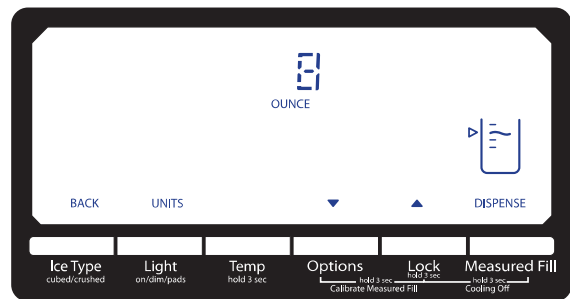 8
OUNCE
BACK UNITS ▼ ▲ DISPENSE
Ice Type Light Temp Options Lock Measured Fill
cubed/crushed on/dim/pads hold 3 sec hold 3 sec
hold 3 sec hold 3 sec
Calibrate Measured Fill Cooling Off